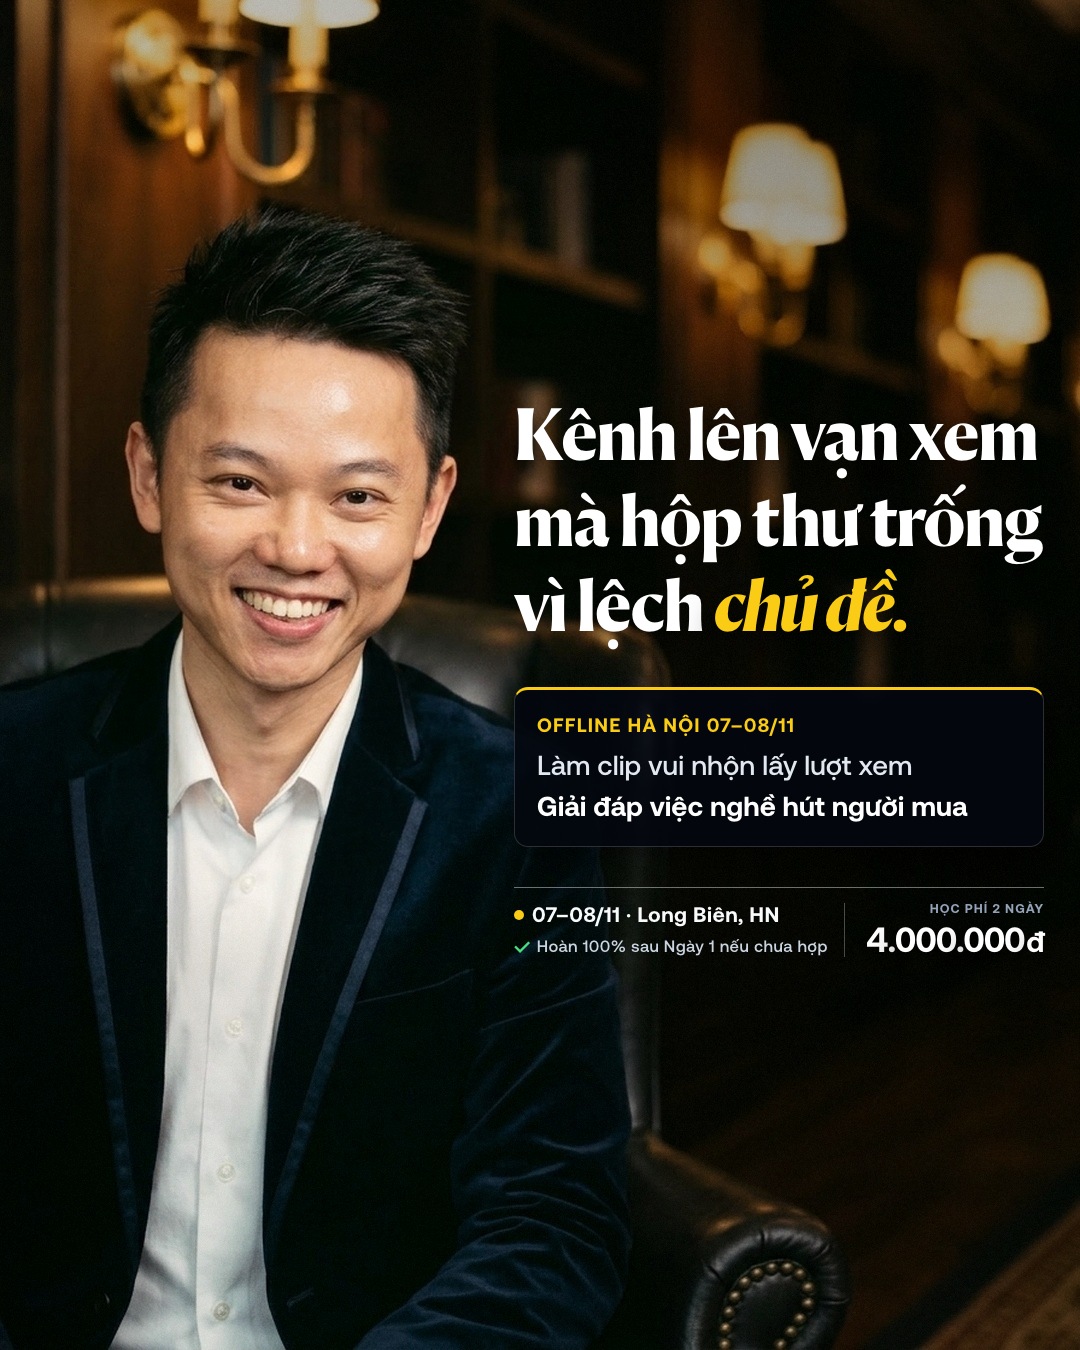 Kênh lên vạn xem
mà hộp thư trống
vì lệch chủ đề.
OFFLINE HÀ NỘI 07–08/11
Làm clip vui nhộn lấy lượt xem
Giải đáp việc nghề hút người mua
07–08/11 · Long Biên, HN
Hoàn 100% sau Ngày 1 nếu chưa hợp
HỌC PHÍ 2 NGÀY
4.000.000đ